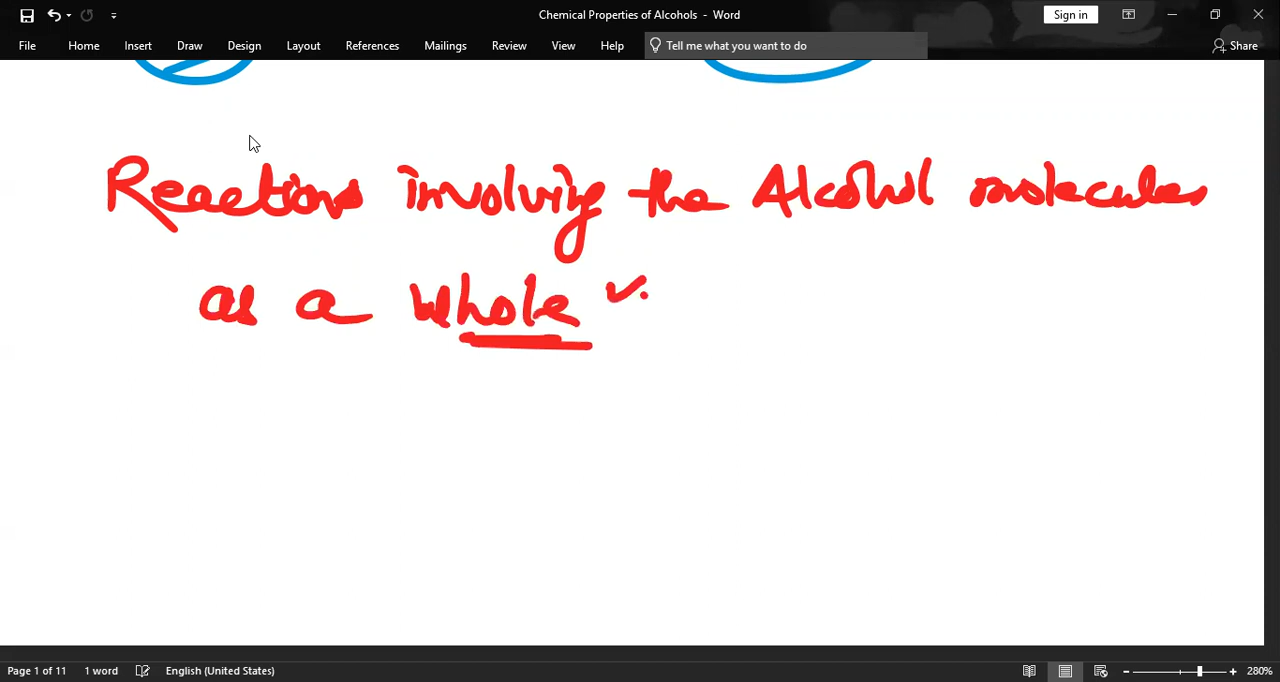 Chemical Properties of Alcohols - Word
Sign in
File Home Insert Draw Design Layout References Mailings Review View Help Tell me what you want to do Share
Reactions involving the Alcohol molecules
as a whole
Page 1 of 11 1 word English (United States) 280%